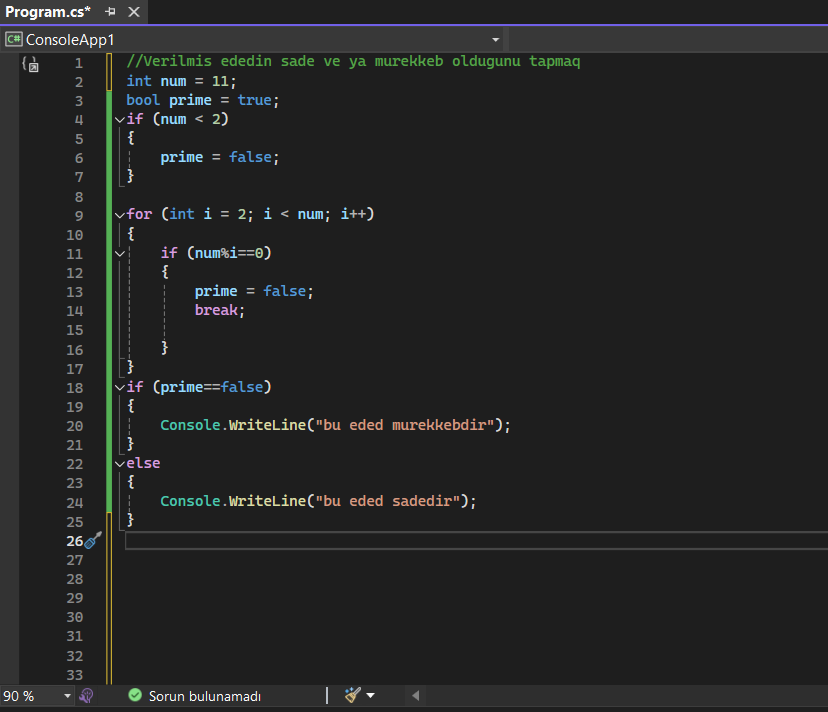 Program.cs*
C# ConsoleApp1
1 //Verilmis ededin sade ve ya murekkeb oldugunu tapmaq
2 int num = 11;
3 bool prime = true;
4 if (num < 2)
5 {
6 prime = false;
7 }
8
9 for (int i = 2; i < num; i++)
10 {
11 if (num%i==0)
12 {
13 prime = false;
14 break;
15
16 }
17 }
18 if (prime==false)
19 {
20 Console.WriteLine("bu eded murekkebdir");
21 }
22 else
23 {
24 Console.WriteLine("bu eded sadedir");
25 }
26
27
28
29
30
31
32
33
90 % Sorun bulunamadı